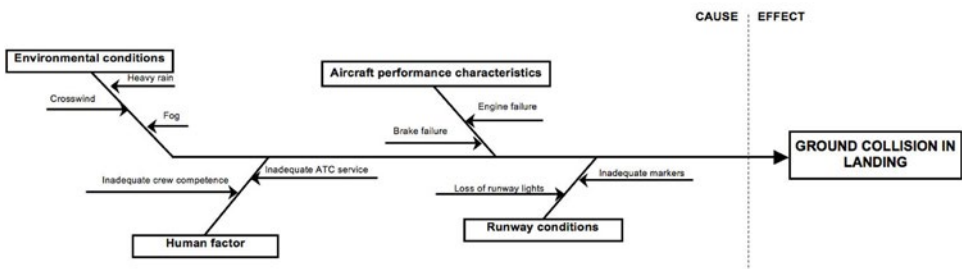 CAUSE EFFECT
Environmental conditions
Heavy rain
Crosswind
Fog
Aircraft performance characteristics
Engine failure
Brake failure
GROUND COLLISION IN
LANDING
Inadequate ATC service
Inadequate crew competence
Human factor
Inadequate markers
Loss of runway lights
Runway conditions